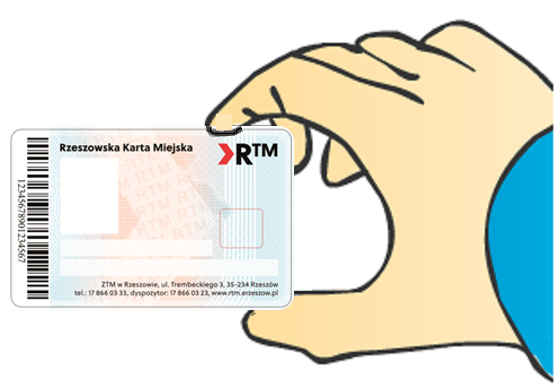 Rzeszowska Karta Miejska
RTM
12345678901234567
ZTM w Rzeszowie, ul. Trembeckiego 3, 35-234 Rzeszów
tel.: 17 866 03 33, dyspozytor: 17 866 03 23, www.rtm.erzeszow.pl